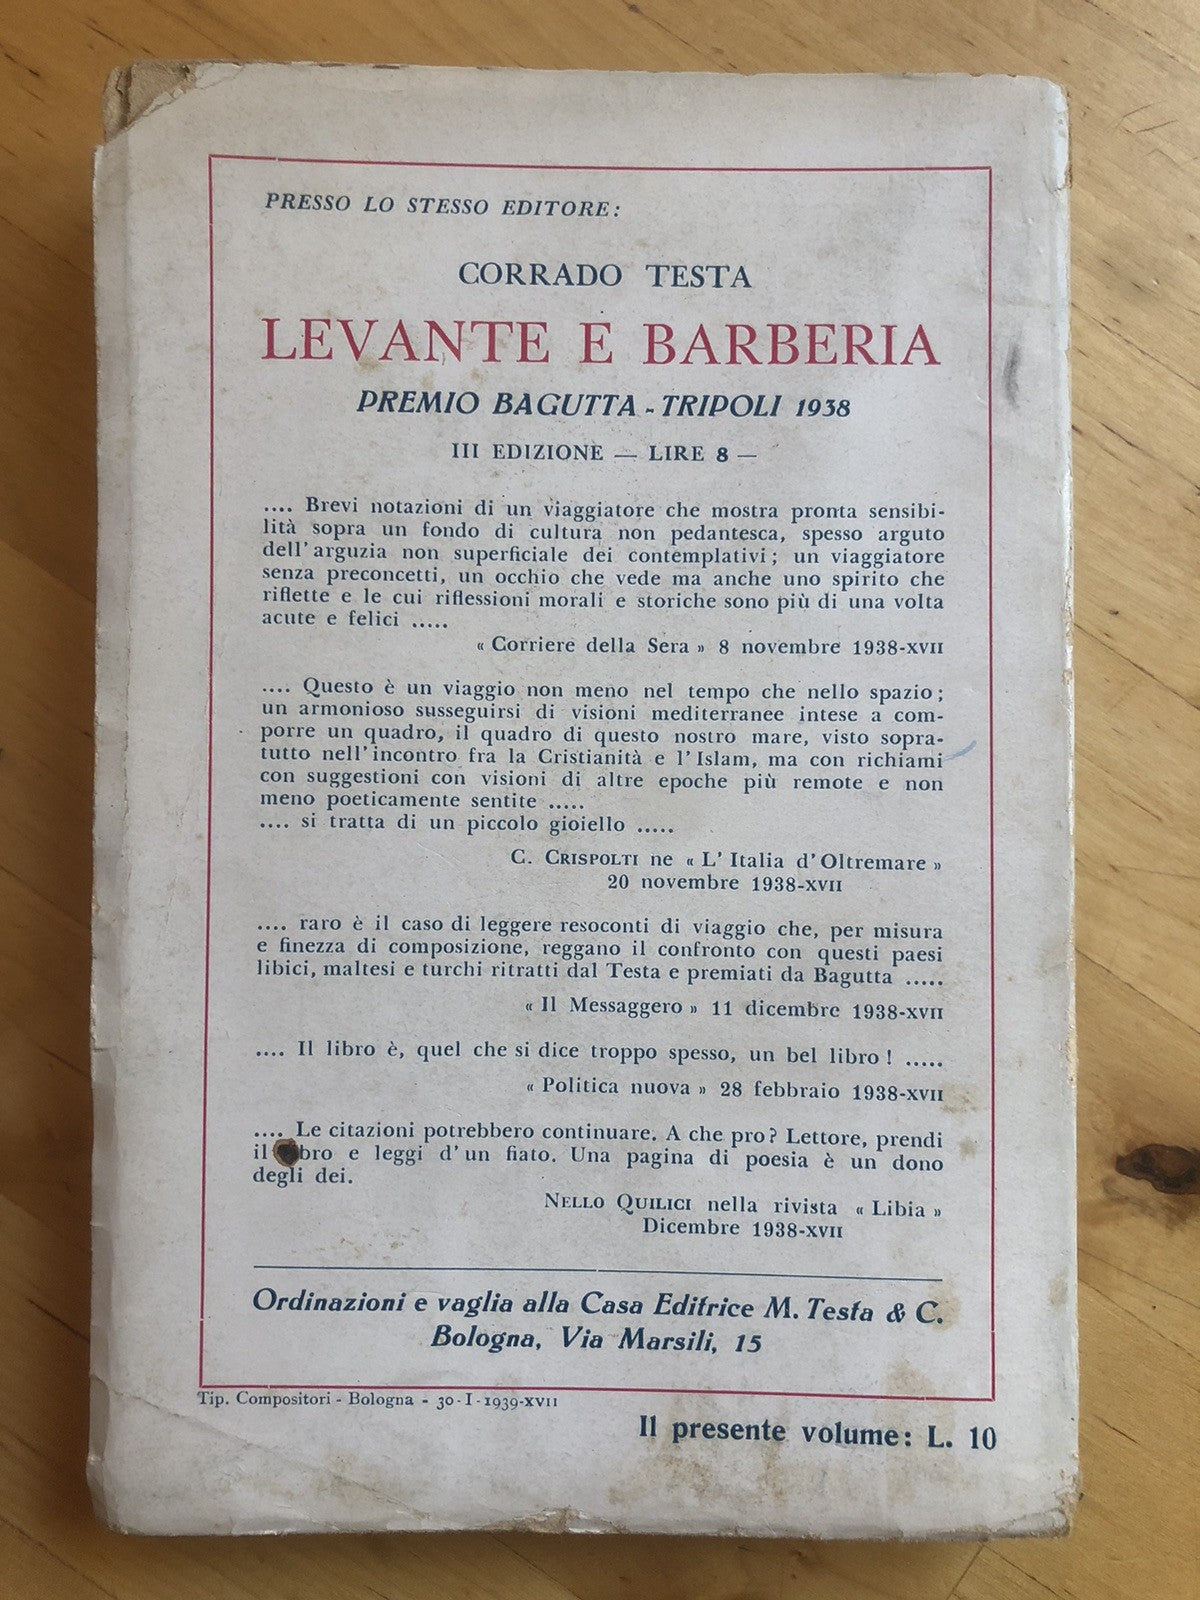 PRESSO LO STESSO EDITORE:
CORRADO TESTA
LEVANTE E BARBERIA
PREMIO BAGUTTA - TRIPOLI 1938
III EDIZIONE — LIRE 8 —
.... Brevi notazioni di un viaggiatore che mostra pronta sensibi-
lità sopra un fondo di cultura non pedantesca, spesso arguto
dell'arguzia non superficiale dei contemplativi; un viaggiatore
senza preconcetti, un occhio che vede ma anche uno spirito che
riflette e le cui riflessioni morali e storiche sono più di una volta
acute e felici .....
« Corriere della Sera » 8 novembre 1938-XVII
.... Questo è un viaggio non meno nel tempo che nello spazio;
un armonioso susseguirsi di visioni mediterranee intese a com-
porre un quadro, il quadro di questo nostro mare, visto sopra-
tutto nell'incontro fra la Cristianità e l'Islam, ma con richiami
con suggestioni con visioni di altre epoche più remote e non
meno poeticamente sentite .....
.... si tratta di un piccolo gioiello .....
C. CRISPOLTI ne « L'Italia d'Oltremare »
20 novembre 1938-XVII
.... raro è il caso di leggere resoconti di viaggio che, per misura
e finezza di composizione, reggano il confronto con questi paesi
libici, maltesi e turchi ritratti dal Testa e premiati da Bagutta .....
« Il Messaggero » 11 dicembre 1938-XVII
.... Il libro è, quel che si dice troppo spesso, un bel libro! .....
« Politica nuova » 28 febbraio 1938-XVII
.... Le citazioni potrebbero continuare. A che pro? Lettore, prendi
il bro e leggi d'un fiato. Una pagina di poesia è un dono
degli dei.
NELLO QUILICI nella rivista « Libia »
Dicembre 1938-XVII
Ordinazioni e vaglia alla Casa Editrice M. Testa & C.
Bologna, Via Marsili, 15
Tip. Compositori - Bologna - 30-I-1939-XVII
Il presente volume: L. 10